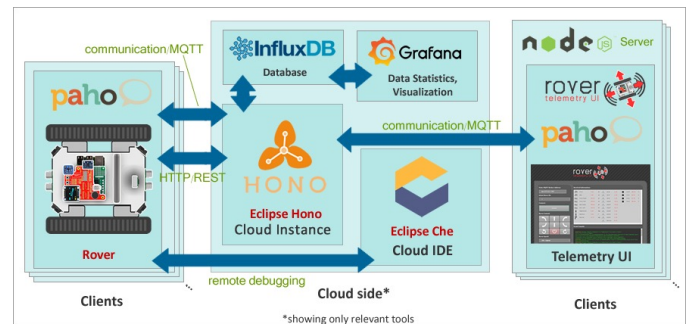 communication/MQTT
paho
HTTP/REST
Rover
Clients
InfluxDB
Database
Grafana
Data Statistics,
Visualization
HONO
Eclipse Hono
Cloud Instance
Eclipse Che
Cloud IDE
remote debugging
Cloud side*
*showing only relevant tools
communication/MQTT
node JS Server
rover
telemetry UI
paho
rover
Telemetry UI
Clients